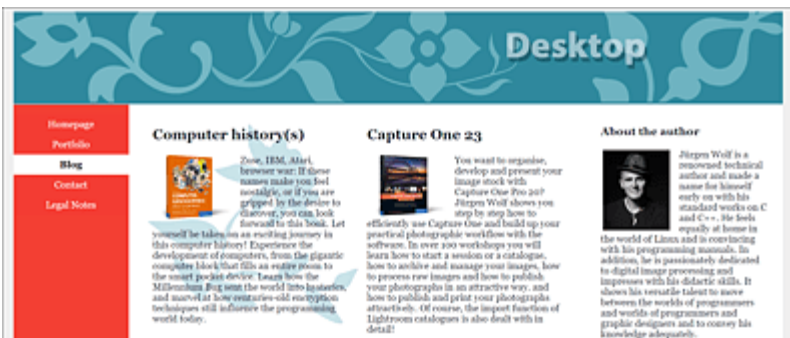 Desktop
Homepage
Portfolio
Blog
Contact
Legal Notes
Computer history(s)
Zuse, IBM, Atari,
browser war: If these
names make you feel
nostalgic, or if you are
gripped by the desire to
discover, you can look
forward to this book. Let
yourself be taken on an exciting journey in
this computer history! Experience the
development of computers, from the gigantic
computer block that fills an entire room to
the smart pocket device. Learn how the
Millennium Bug sent the world into hysterics,
and marvel at how centuries-old encryption
techniques still influence the programming
world today.
Capture One 23
You want to organise,
develop and present your
image stock with
Capture One Pro 20?
Jürgen Wolf shows you
step by step how to
efficiently use Capture One and build up your
practical photographic workflow with the
software. In over 100 workshops you will
learn how to start a session or a catalogue,
how to archive and manage your images, how
to process raw images and how to publish
your photographs in an attractive way. and
how to publish and print your photographs
attractively. Of course, the import function of
Lightroom catalogues is also dealt with in
detail!
About the author
Jürgen Wolf is a
renowned technical
author and made a
name for himself
early on with his
standard works on C
and C++. He feels
equally at home in
the world of Linux and is convincing
with his programming manuals. In
addition, he is passionately dedicated
to digital image processing and
impresses with his didactic skills. It
shows his versatile talent to move
between the worlds of programmers
and worlds of programmers and
graphic designers and to convey his
knowledge adequately.